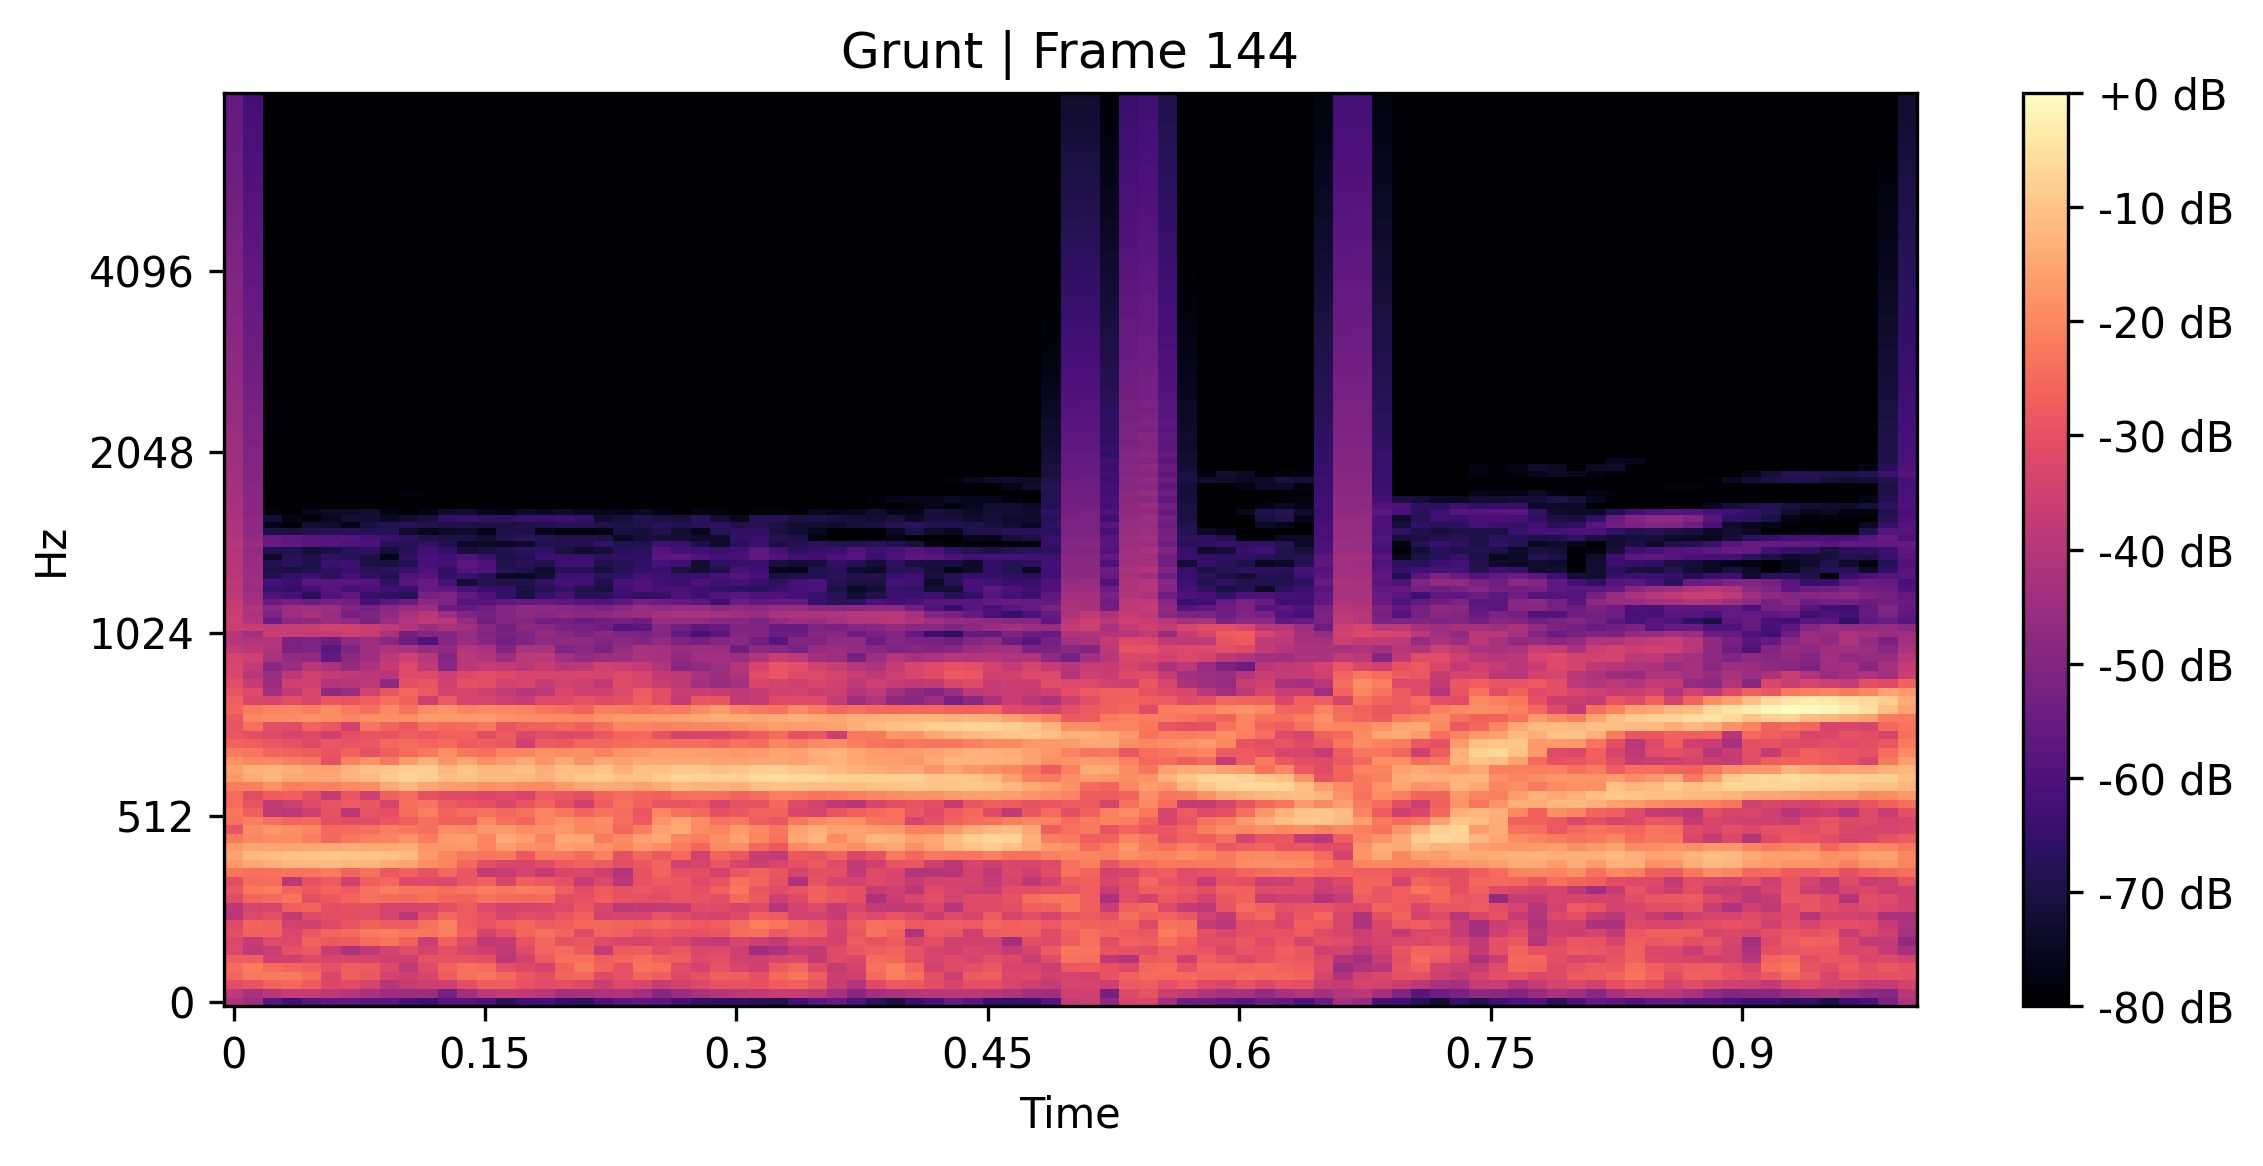 Grunt | Frame 144
Hz
4096
2048
1024
512
0
0 0.15 0.3 0.45 0.6 0.75 0.9
Time
+0 dB
-10 dB
-20 dB
-30 dB
-40 dB
-50 dB
-60 dB
-70 dB
-80 dB